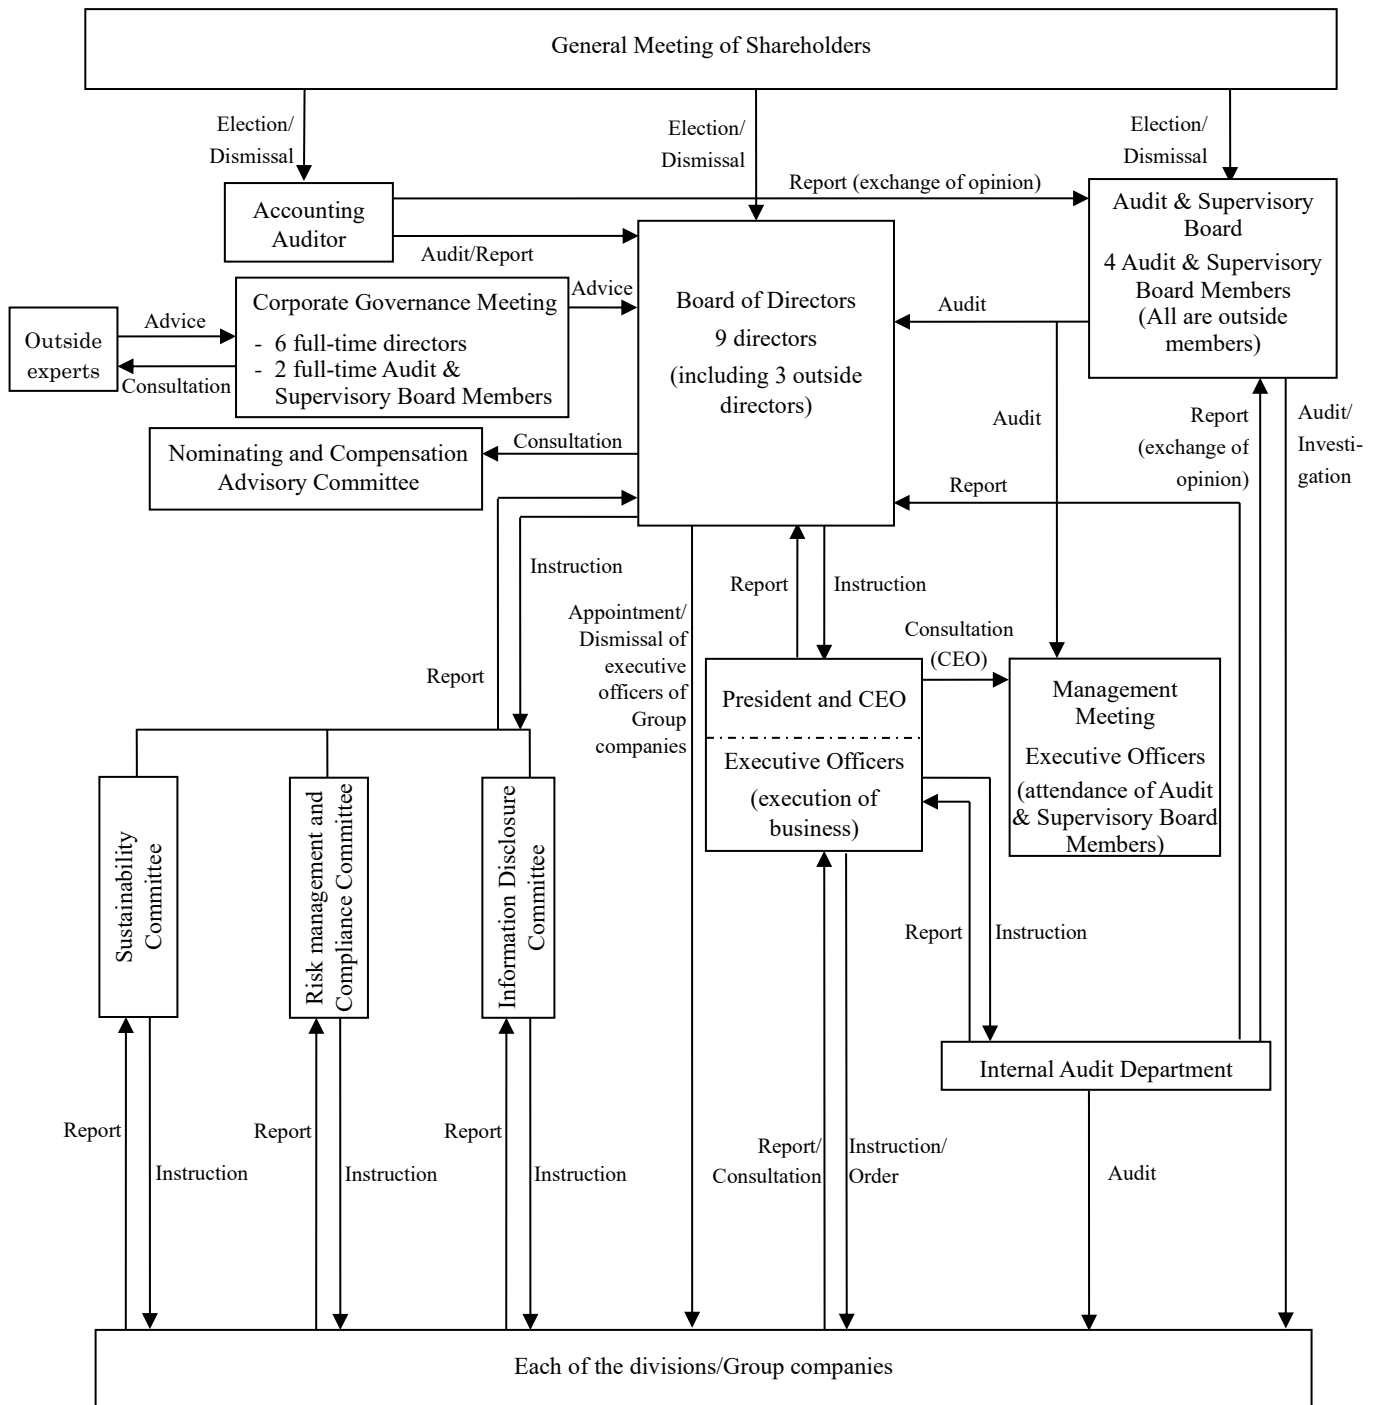 General Meeting of Shareholders
Election/
Dismissal
Election/
Dismissal
Election/
Dismissal
Report (exchange of opinion)
Accounting
Auditor
Audit/Report
Audit & Supervisory
Board
4 Audit & Supervisory
Board Members
(All are outside
members)
Outside
experts
Advice
Consultation
Corporate Governance Meeting
- 6 full-time directors
- 2 full-time Audit &
Supervisory Board Members
Advice
Board of Directors
9 directors
(including 3 outside
directors)
Audit
Audit
Report
(exchange of
opinion)
Audit/
Investi-
gation
Nominating and Compensation
Advisory Committee
Consultation
Report
Instruction
Report
Appointment/
Dismissal of
executive
officers of
Group
companies
Report
Instruction
Consultation
(CEO)
President and CEO
Executive Officers
(execution of
business)
Management
Meeting
Executive Officers
(attendance of Audit
& Supervisory Board
Members)
Sustainability
Committee
Risk management and
Compliance Committee
Information Disclosure
Committee
Report
Instruction
Internal Audit Department
Report
Instruction
Report
Instruction
Report
Instruction
Report/
Consultation
Instruction/
Order
Audit
Each of the divisions/Group companies